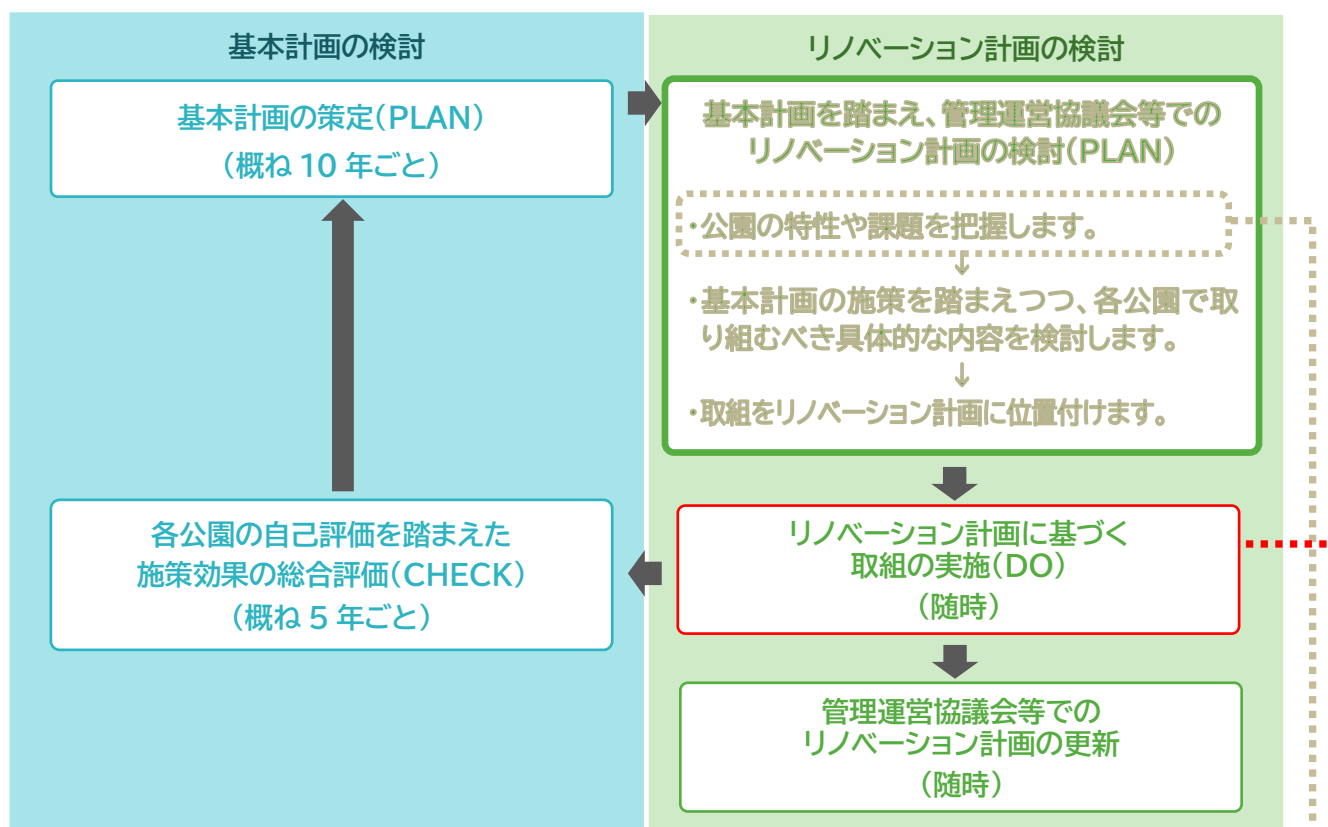 基本計画の検討
基本計画の策定(PLAN)
(概ね 10 年ごと)
各公園の自己評価を踏まえた
施策効果の総合評価(CHECK)
(概ね 5 年ごと)
リノベーション計画の検討
基本計画を踏まえ、管理運営協議会等での
リノベーション計画の検討(PLAN)
・公園の特性や課題を把握します。
↓
・基本計画の施策を踏まえつつ、各公園で取
り組むべき具体的な内容を検討します。
↓
・取組をリノベーション計画に位置付けます。
リノベーション計画に基づく
取組の実施(DO)
(随時)
管理運営協議会等での
リノベーション計画の更新
(随時)